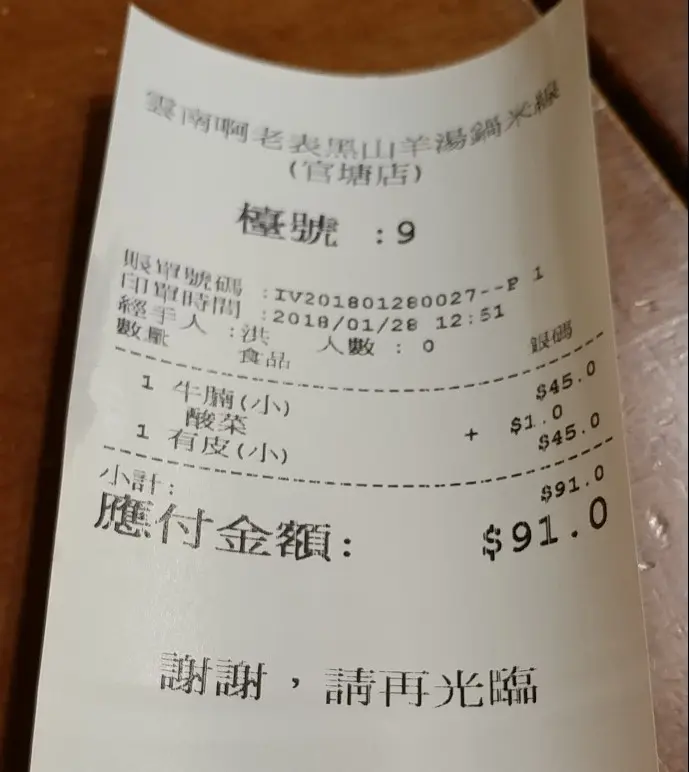 雲南啊老表黑山羊湯鍋米線
(官塘店)
檯號 :9
賬單號碼 :IV201801280027--P 1
印單時間 :2018/01/28 12:51
經手人 :洪 人數 : 0
數量 食品 銀碼
1 牛腩(小) $45.0
酸菜 + $1.0
1 有皮(小) $45.0
小計: $91.0
應付金額: $91.0
謝謝,請再光臨